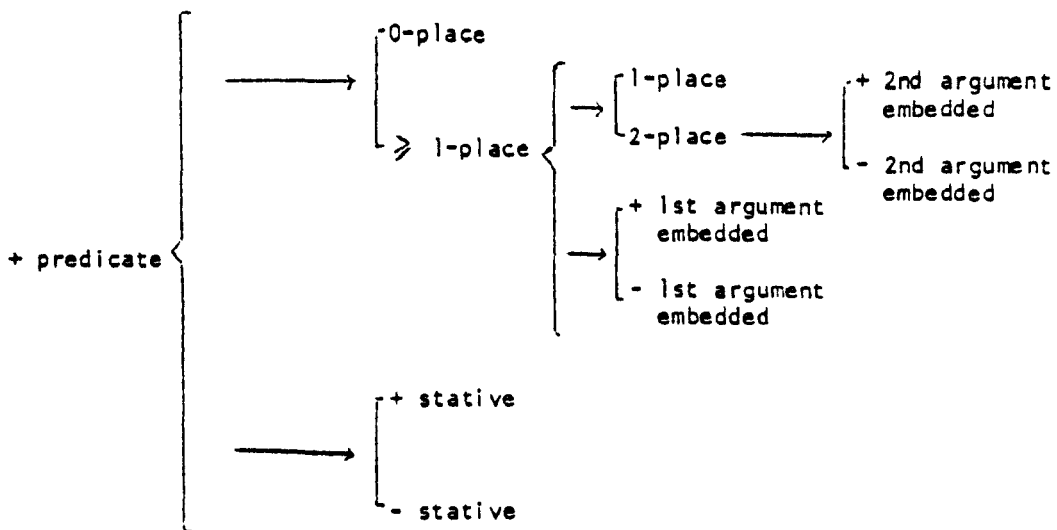 0-place
1-place
+ 2nd argument
embedded
≥ 1-place
2-place
- 2nd argument
embedded
+ 1st argument
embedded
+ predicate
- 1st argument
embedded
+ stative
- stative